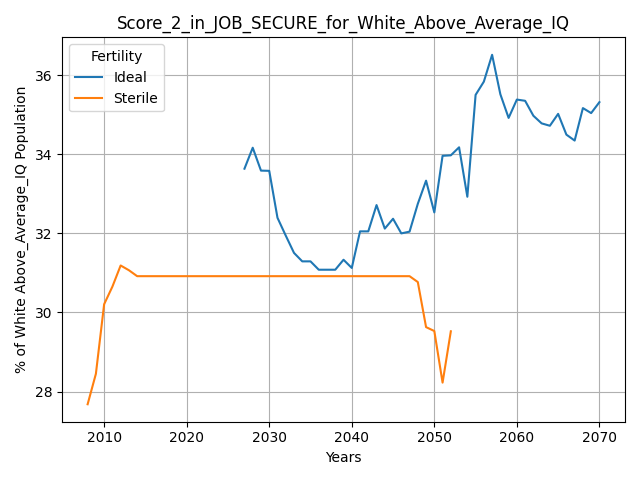 Score_2_in_JOB_SECURE_for_White_Above_Average_IQ
Fertility
Ideal
Sterile
% of White Above_Average_IQ Population
36
34
32
30
28
2010 2020 2030 2040 2050 2060 2070
Years